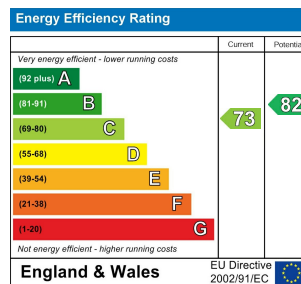 Energy Efficiency Rating
Current
Potentia
Very energy efficient - lower running costs
(92 plus) A
(81-91) B
82
(69-80) C
73
(55-68) D
(39-54) E
(21-38) F
(1-20) G
Not energy efficient - higher running costs
England & Wales
EU Directive
2002/91/EC